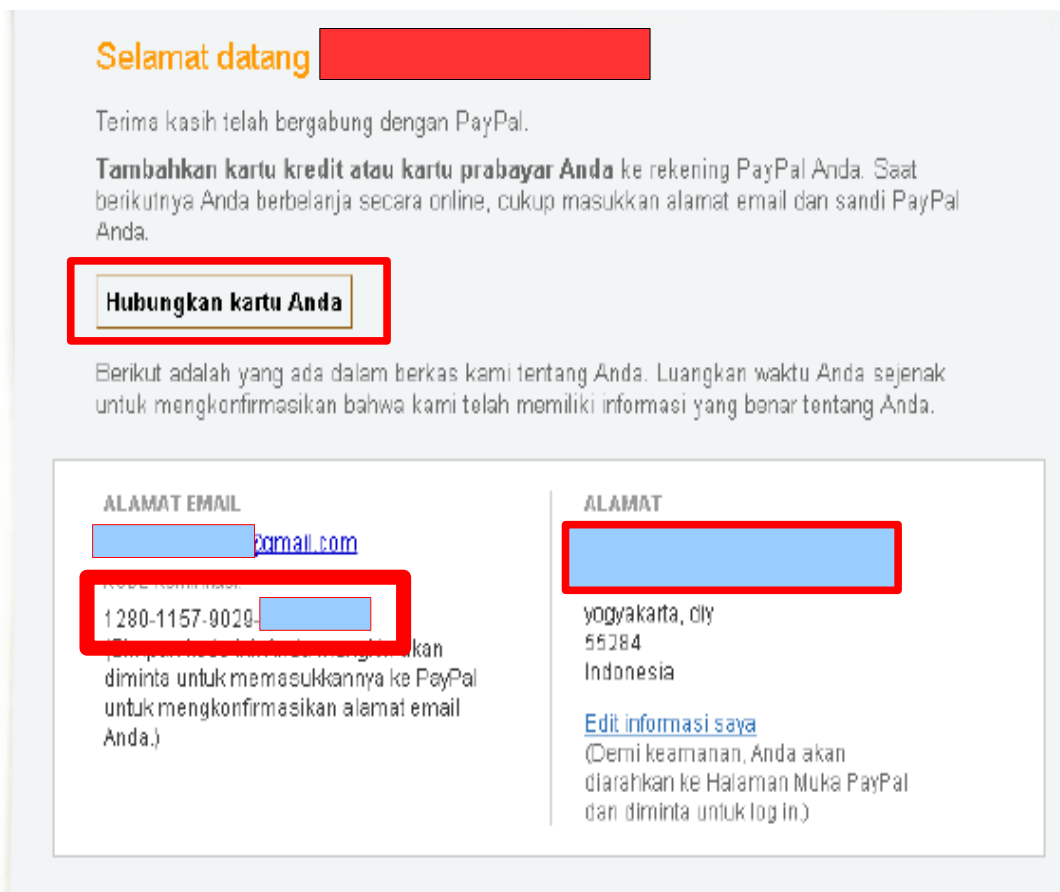 Selamat datang
Terima kasih telah bergabung dengan PayPal.
Tambahkan kartu kredit atau kartu prabayar Anda ke rekening PayPal Anda. Saat
berikutnya Anda berbelanja secara online, cukup masukkan alamat email dan sandi PayPal
Anda.
Hubungkan kartu Anda
Berikut adalah yang ada dalam berkas kami tentang Anda. Luangkan waktu Anda sejenak
untuk mengkonfirmasikan bahwa kami telah memiliki informasi yang benar tentang Anda.
ALAMAT EMAIL
@gmail.com
1280-1157-9029-
diminta untuk memasukkannya ke PayPal
untuk mengkonfirmasikan alamat email
Anda.)
ALAMAT
yogyakarta, diy
55284
Indonesia
Edit informasi saya
(Demi keamanan, Anda akan
diarahkan ke Halaman Muka PayPal
dan diminta untuk log in.)